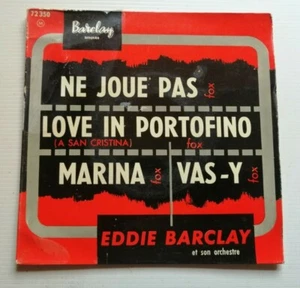 72 350
Barclay
NE JOUE PAS fox
LOVE IN PORTOFINO
(A SAN CRISTINA) fox
MARINA fox VAS-Y fox
EDDIE BARCLAY
et son orchestre